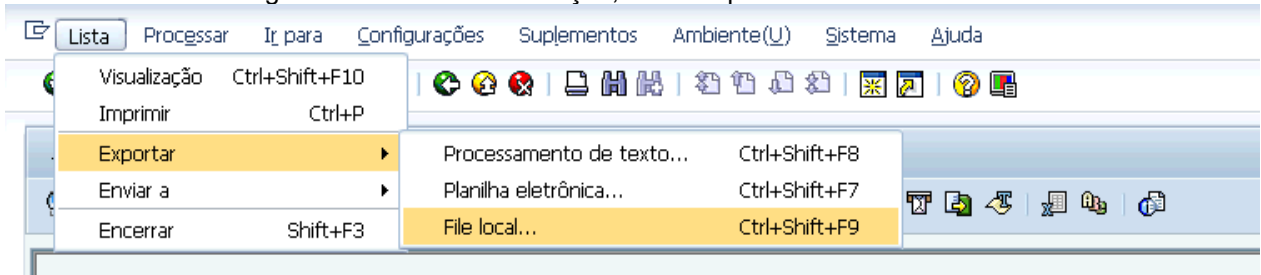 Lista Processar Ir para Configurações Suplementos Ambiente(U) Sistema Ajuda
Visualização Ctrl+Shift+F10
Imprimir Ctrl+P
Exportar
Processamento de texto... Ctrl+Shift+F8
Enviar a
Planilha eletrônica... Ctrl+Shift+F7
Encerrar Shift+F3
File local... Ctrl+Shift+F9